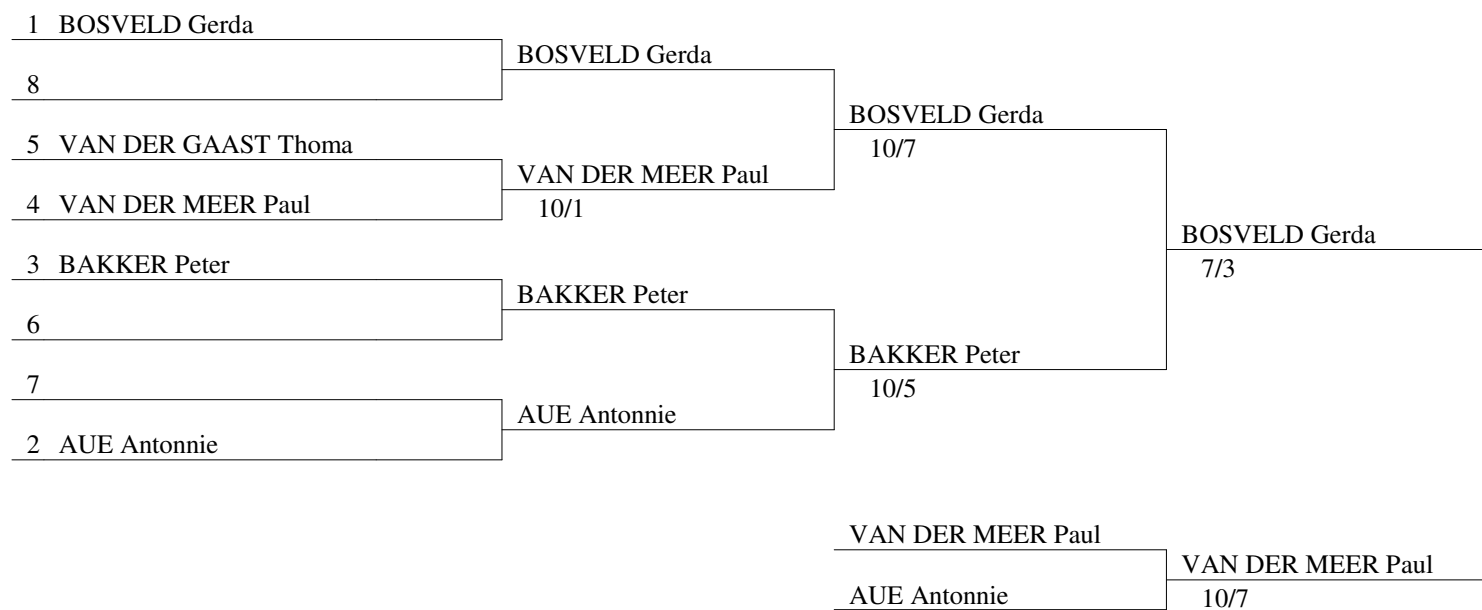 1 BOSVELD Gerda
8
5 VAN DER GAAST Thoma
4 VAN DER MEER Paul
3 BAKKER Peter
6
7
2 AUE Antonnie
BOSVELD Gerda
VAN DER MEER Paul
10/1
BAKKER Peter
AUE Antonnie
BOSVELD Gerda
10/7
BAKKER Peter
10/5
BOSVELD Gerda
7/3
VAN DER MEER Paul
AUE Antonnie
VAN DER MEER Paul
10/7